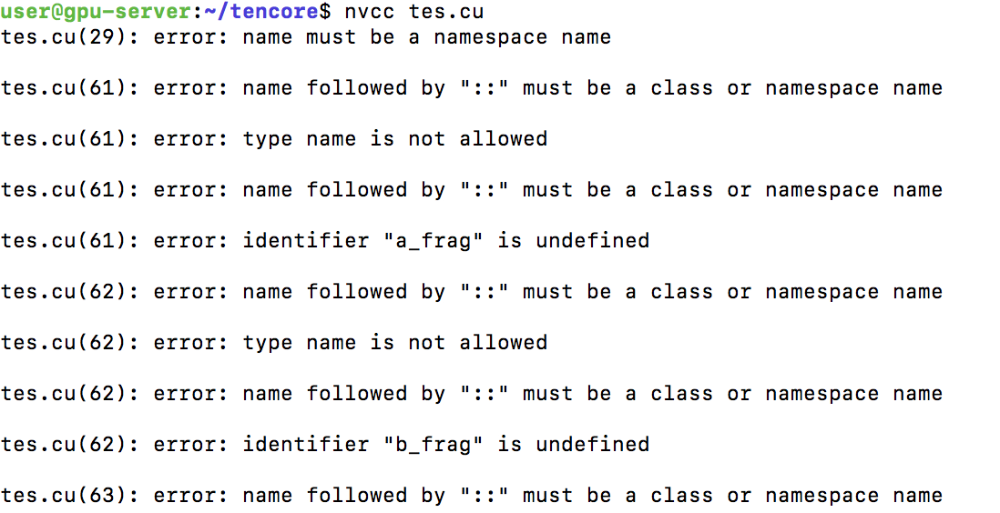 user@gpu-server:~/tencore$ nvcc tes.cu
tes.cu(29): error: name must be a namespace name
tes.cu(61): error: name followed by "::" must be a class or namespace name
tes.cu(61): error: type name is not allowed
tes.cu(61): error: name followed by "::" must be a class or namespace name
tes.cu(61): error: identifier "a_frag" is undefined
tes.cu(62): error: name followed by "::" must be a class or namespace name
tes.cu(62): error: type name is not allowed
tes.cu(62): error: name followed by "::" must be a class or namespace name
tes.cu(62): error: identifier "b_frag" is undefined
tes.cu(63): error: name followed by "::" must be a class or namespace name